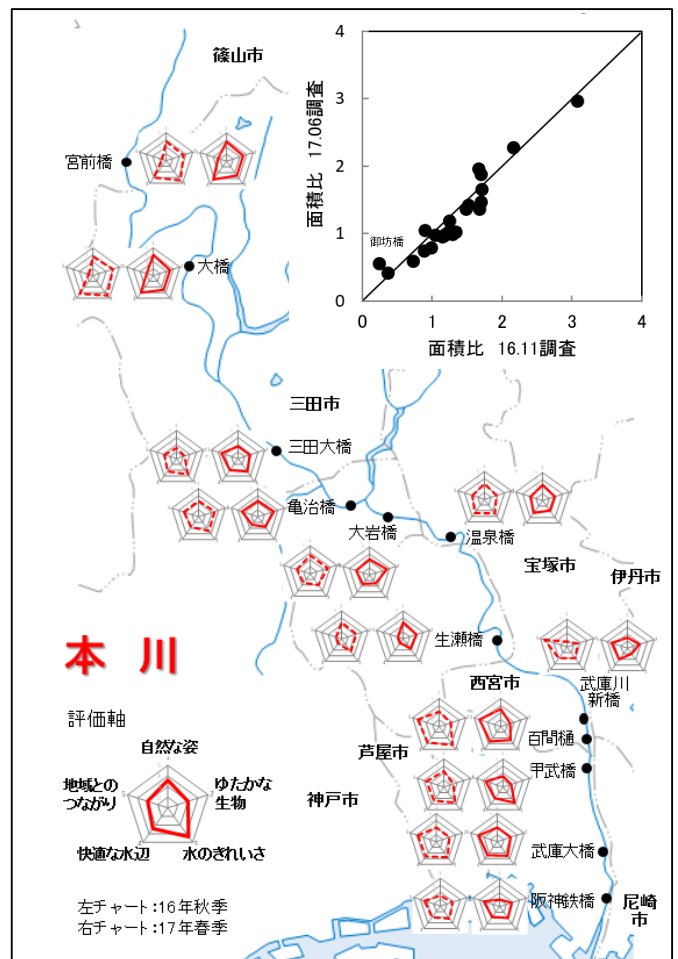 篠山市
宮前橋
大橋
4
3
2
1
0
面積比 17.06調査
御坊橋
0
1
2
3
4
面積比 16.11調査
三田市
三田大橋
亀治橋
大岩橋
温泉橋
宝塚市
伊丹市
生瀬橋
武庫川
新橋
西宮市
百間樋
芦屋市
甲武橋
神戸市
武庫大橋
阪神鉄橋
尼崎
市
本 川
評価軸
自然な姿
地域との
つながり
ゆたかな
生物
快適な水辺
水のきれいさ
左チャート:16年秋季
右チャート:17年春季